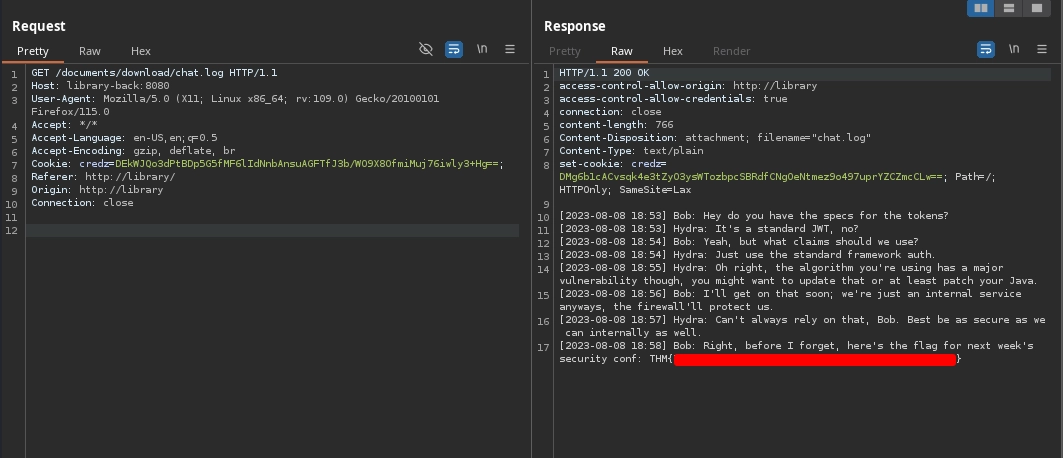 Request
Response
Pretty Raw Hex
\n
Pretty Raw Hex Render
\n
1 GET /documents/download/chat.log HTTP/1.1
2 Host: library-back:8080
3 User-Agent: Mozilla/5.0 (X11; Linux x86_64; rv:109.0) Gecko/20100101
Firefox/115.0
4 Accept: */*
5 Accept-Language: en-US,en;q=0.5
6 Accept-Encoding: gzip, deflate, br
7 Cookie: credz=DEkWJQo3dPtBDp5G5fMF6lIdNnbAnsuAGFTfJ3b/WO9X8OfmiMuj76iwly3+Hg==;
8 Referer: http://library/
9 Origin: http://library
10 Connection: close
11
12
1 HTTP/1.1 200 OK
2 access-control-allow-origin: http://library
3 access-control-allow-credentials: true
4 connection: close
5 content-length: 766
6 Content-Disposition: attachment; filename="chat.log"
7 Content-Type: text/plain
8 set-cookie: credz=
DMg6b1cACvsqk4e3tZyO3ysWTozbpcSBRdfCNgOeNtmez9o497uprYZCZmcCLw==; Path=/;
HTTPOnly; SameSite=Lax
9
10 [2023-08-08 18:53] Bob: Hey do you have the specs for the tokens?
11 [2023-08-08 18:53] Hydra: It's a standard JWT, no?
12 [2023-08-08 18:54] Bob: Yeah, but what claims should we use?
13 [2023-08-08 18:54] Hydra: Just use the standard framework auth.
14 [2023-08-08 18:55] Hydra: Oh right, the algorithm you're using has a major
vulnerability though, you might want to update that or at least patch your Java.
15 [2023-08-08 18:56] Bob: I'll get on that soon; we're just an internal service
anyways, the firewall'll protect us.
16 [2023-08-08 18:57] Hydra: Can't always rely on that, Bob. Best be as secure as we
can internally as well.
17 [2023-08-08 18:58] Bob: Right, before I forget, here's the flag for next week's
security conf: THM{ }